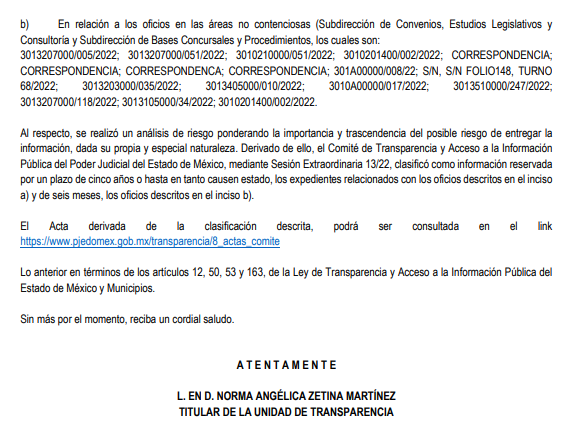 b) En relación a los oficios en las áreas no contenciosas (Subdirección de Convenios, Estudios Legislativos y
Consultoría y Subdirección de Bases Concursales y Procedimientos, los cuales son:
3013207000/005/2022; 3013207000/051/2022; 3010210000/051/2022; 3010201400/002/2022; CORRESPONDENCIA;
CORRESPONDENCIA; CORRESPONDENCA; CORRESPONDENCIA; 301A00000/008/22; S/N, S/N FOLIO148, TURNO
68/2022; 3013203000/035/2022; 3013405000/010/2022; 3010A00000/017/2022; 3013510000/247/2022;
3013207000/118/2022; 3013105000/34/2022; 3010201400/002/2022.
Al respecto, se realizó un análisis de riesgo ponderando la importancia y trascendencia del posible riesgo de entregar la
información, dada su propia y especial naturaleza. Derivado de ello, el Comité de Transparencia y Acceso a la Información
Pública del Poder Judicial del Estado de México, mediante Sesión Extraordinaria 13/22, clasificó como información reservada
por un plazo de cinco años o hasta en tanto causen estado, los expedientes relacionados con los oficios descritos en el inciso
a) y de seis meses, los oficios descritos en el inciso b).
El Acta derivada de la clasificación descrita, podrá ser consultada en el link
https://www.pjedomex.gob.mx/transparencia/8_actas_comite
Lo anterior en términos de los artículos 12, 50, 53 y 163, de la Ley de Transparencia y Acceso a la Información Pública del
Estado de México y Municipios.
Sin más por el momento, reciba un cordial saludo.
A T E N T A M E N T E
L. EN D. NORMA ANGÉLICA ZETINA MARTÍNEZ
TITULAR DE LA UNIDAD DE TRANSPARENCIA